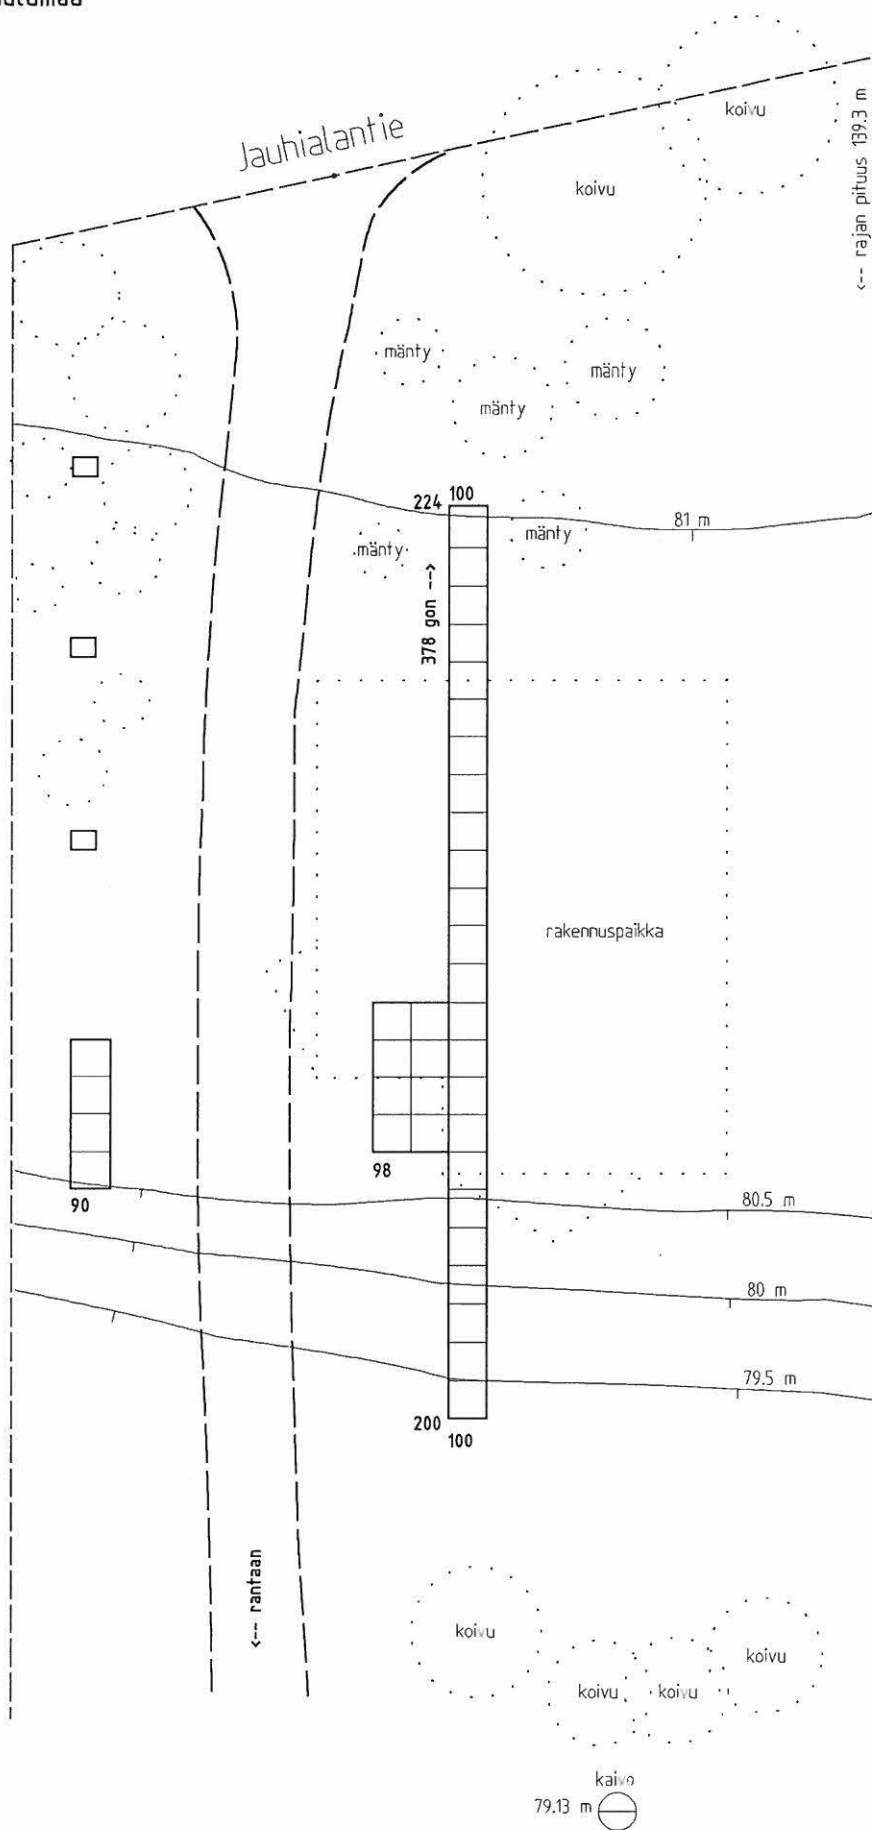 Jauhialantie
koivu
koivu
<-- rajan pituus 139.3 m
mänty
mänty
mänty
224
100
81 m
mänty
mänty
378 gon -->
rakennuspaikka
98
90
80.5 m
80 m
79.5 m
200
100
<-- rantaan
koivu
koivu
koivu
koivu
kaivo
79.13 m